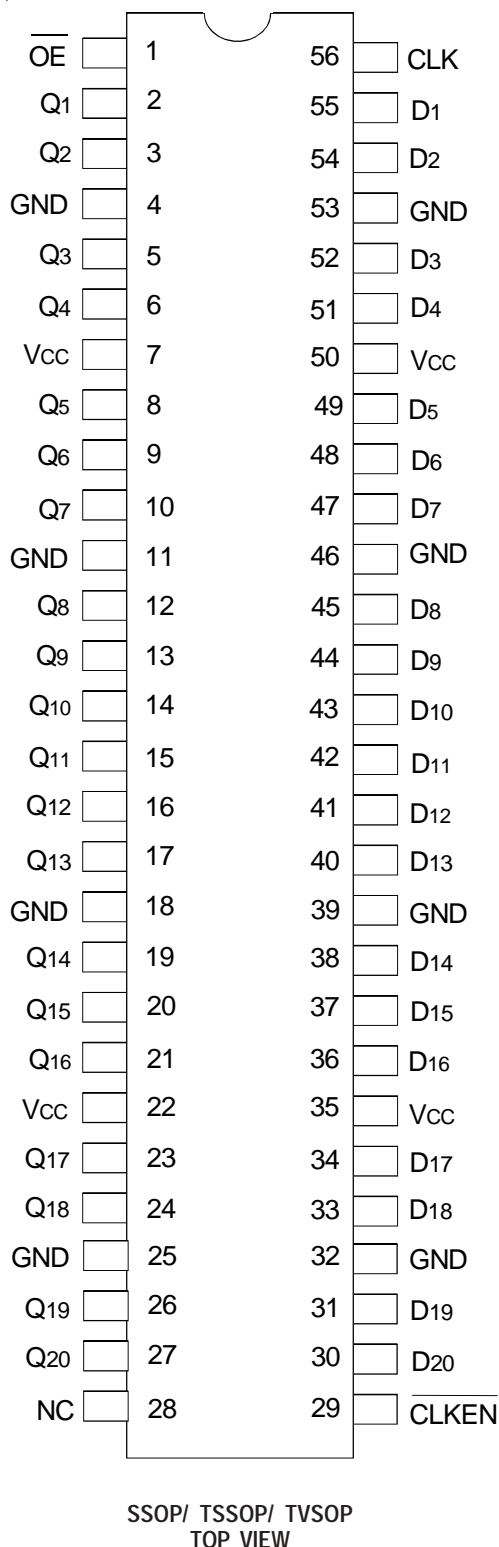 OE 1 56 CLK
Q1 2 55 D1
Q2 3 54 D2
GND 4 53 GND
Q3 5 52 D3
Q4 6 51 D4
VCC 7 50 VCC
Q5 8 49 D5
Q6 9 48 D6
Q7 10 47 D7
GND 11 46 GND
Q8 12 45 D8
Q9 13 44 D9
Q10 14 43 D10
Q11 15 42 D11
Q12 16 41 D12
Q13 17 40 D13
GND 18 39 GND
Q14 19 38 D14
Q15 20 37 D15
Q16 21 36 D16
VCC 22 35 VCC
Q17 23 34 D17
Q18 24 33 D18
GND 25 32 GND
Q19 26 31 D19
Q20 27 30 D20
NC 28 29 CLKEN
SSOP/ TSSOP/ TVSOP
TOP VIEW